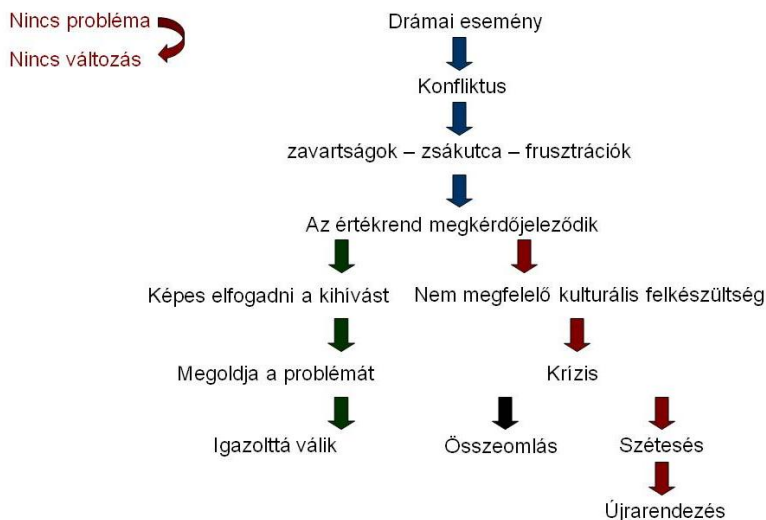 Nincs probléma
Nincs változás
Drámai esemény
Konfliktus
zavartságok – zsákutca – frusztrációk
Az értékrend megkérdőjeleződik
Képes elfogadni a kihívást
Nem megfelelő kulturális felkészültség
Megoldja a problémát
Krízis
Igazolttá válik
Összeomlás
Szétesés
Újrarendezés